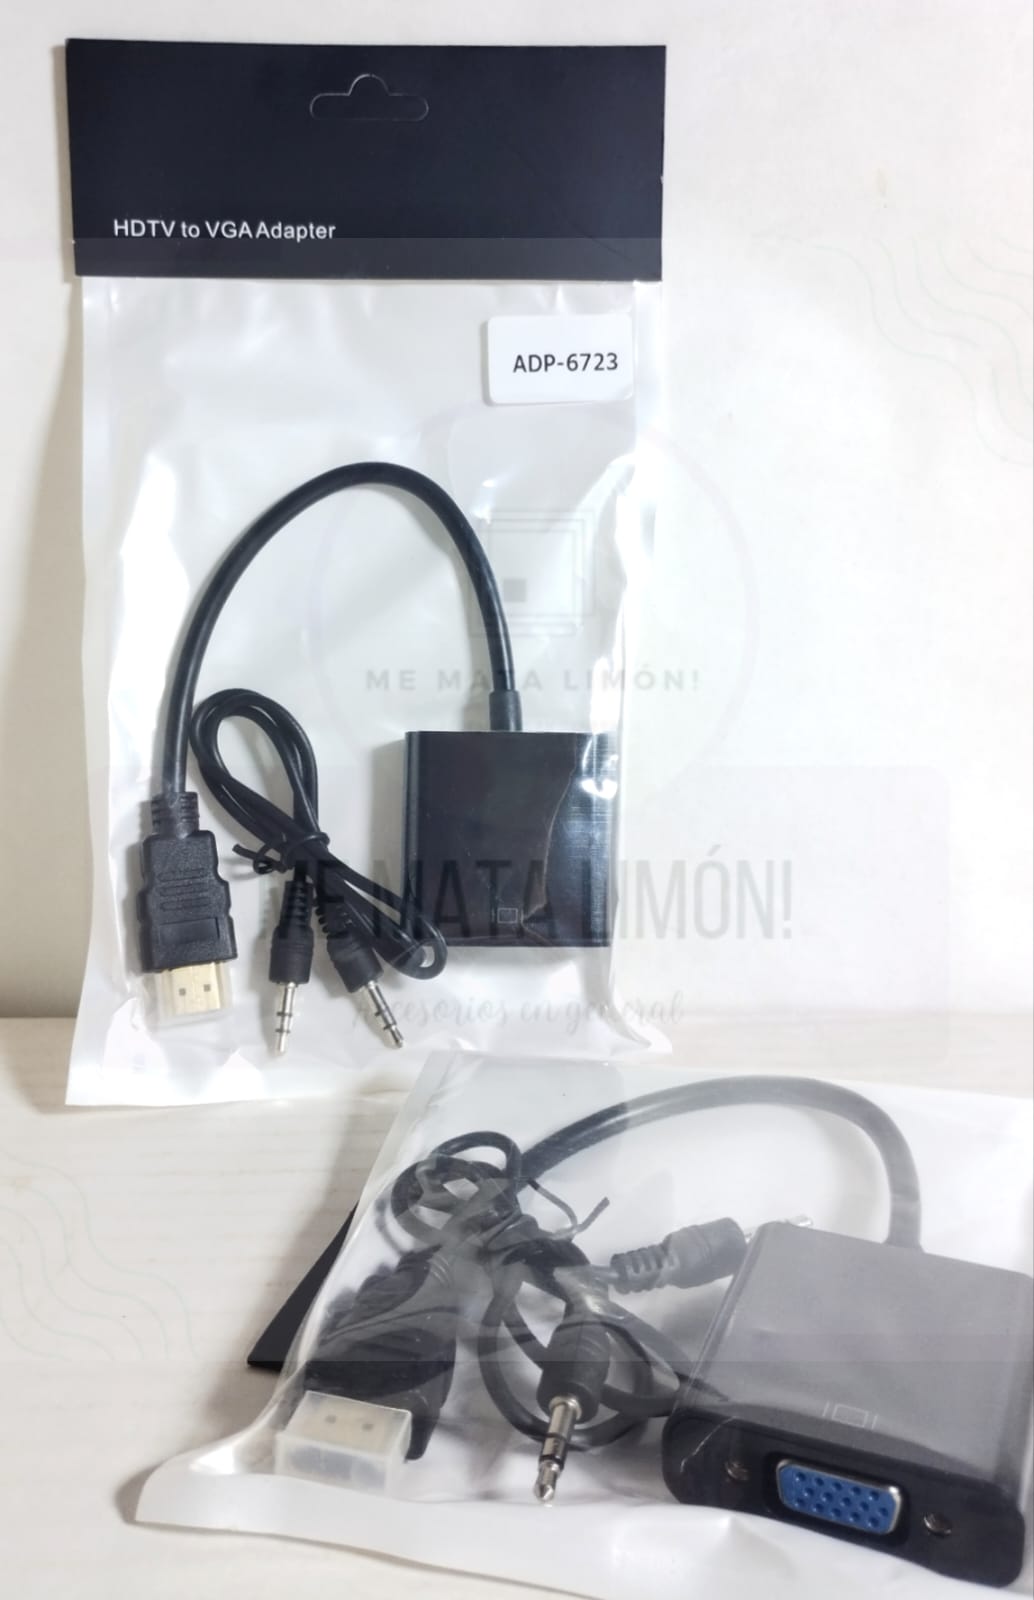 HDTV to VGA Adapter
ADP-6723
ME MATA LIMÓN!
ME MATA LIMÓN!
Accesorios en general